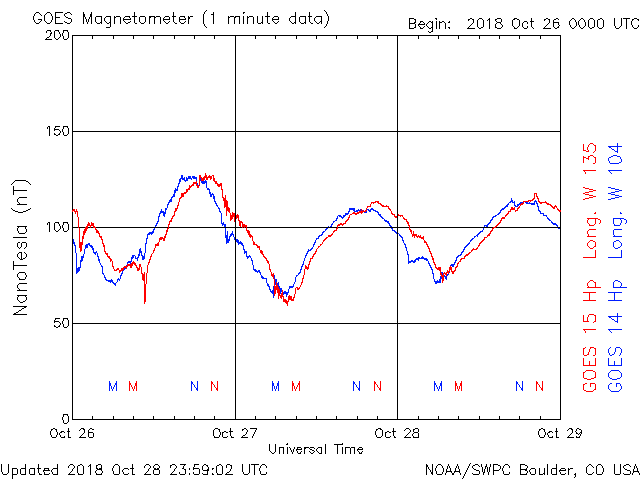 GOES Magnetometer (1 minute data)
Begin: 2018 Oct 26 0000 UTC
200
150
100
50
0
NanoTesla (nT)
M M N N M M N N M M N N
Oct 26 Oct 27 Oct 28 Oct 29
Universal Time
GOES 15 Hp Long. W 135
GOES 14 Hp Long. W 104
Updated 2018 Oct 28 23:59:02 UTC
NOAA/SWPC Boulder, CO USA